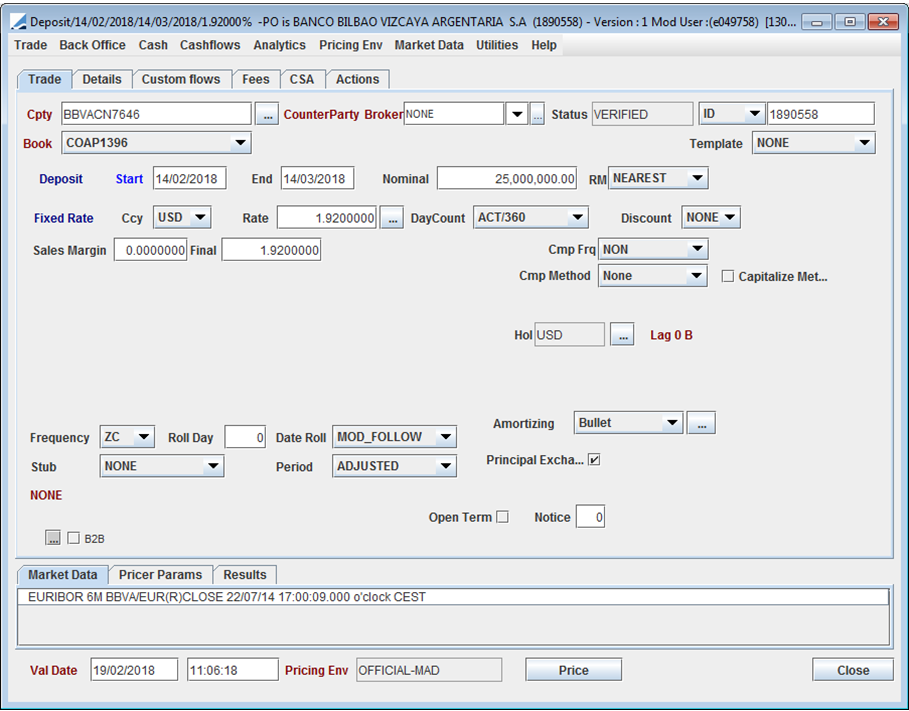 Deposit/14/02/2018/14/03/2018/1.92000% -PO is BANCO BILBAO VIZCAYA ARGENTARIA S.A (1890558) - Version : 1 Mod User :(e049758) [130...
Trade Back Office Cash Cashflows Analytics Pricing Env Market Data Utilities Help
Trade Details Custom flows Fees CSA Actions
Cpty BBVACN7646 ... CounterParty Broker NONE ... Status VERIFIED ID 1890558
Book COAP1396 Template NONE
Deposit Start 14/02/2018 End 14/03/2018 Nominal 25,000,000.00 RM NEAREST
Fixed Rate Ccy USD Rate 1.9200000 ... DayCount ACT/360 Discount NONE
Sales Margin 0.0000000 Final 1.9200000 Cmp Frq NON
Cmp Method None Capitalize Met...
Hol USD ... Lag 0 B
Amortizing Bullet ...
Frequency ZC Roll Day 0 Date Roll MOD_FOLLOW
Stub NONE Period ADJUSTED Principal Excha...
NONE
Open Term Notice 0
... B2B
Market Data Pricer Params Results
EURIBOR 6M BBVA/EUR(R)CLOSE 22/07/14 17:00:09.000 o'clock CEST
Val Date 19/02/2018 11:06:18 Pricing Env OFFICIAL-MAD Price Close